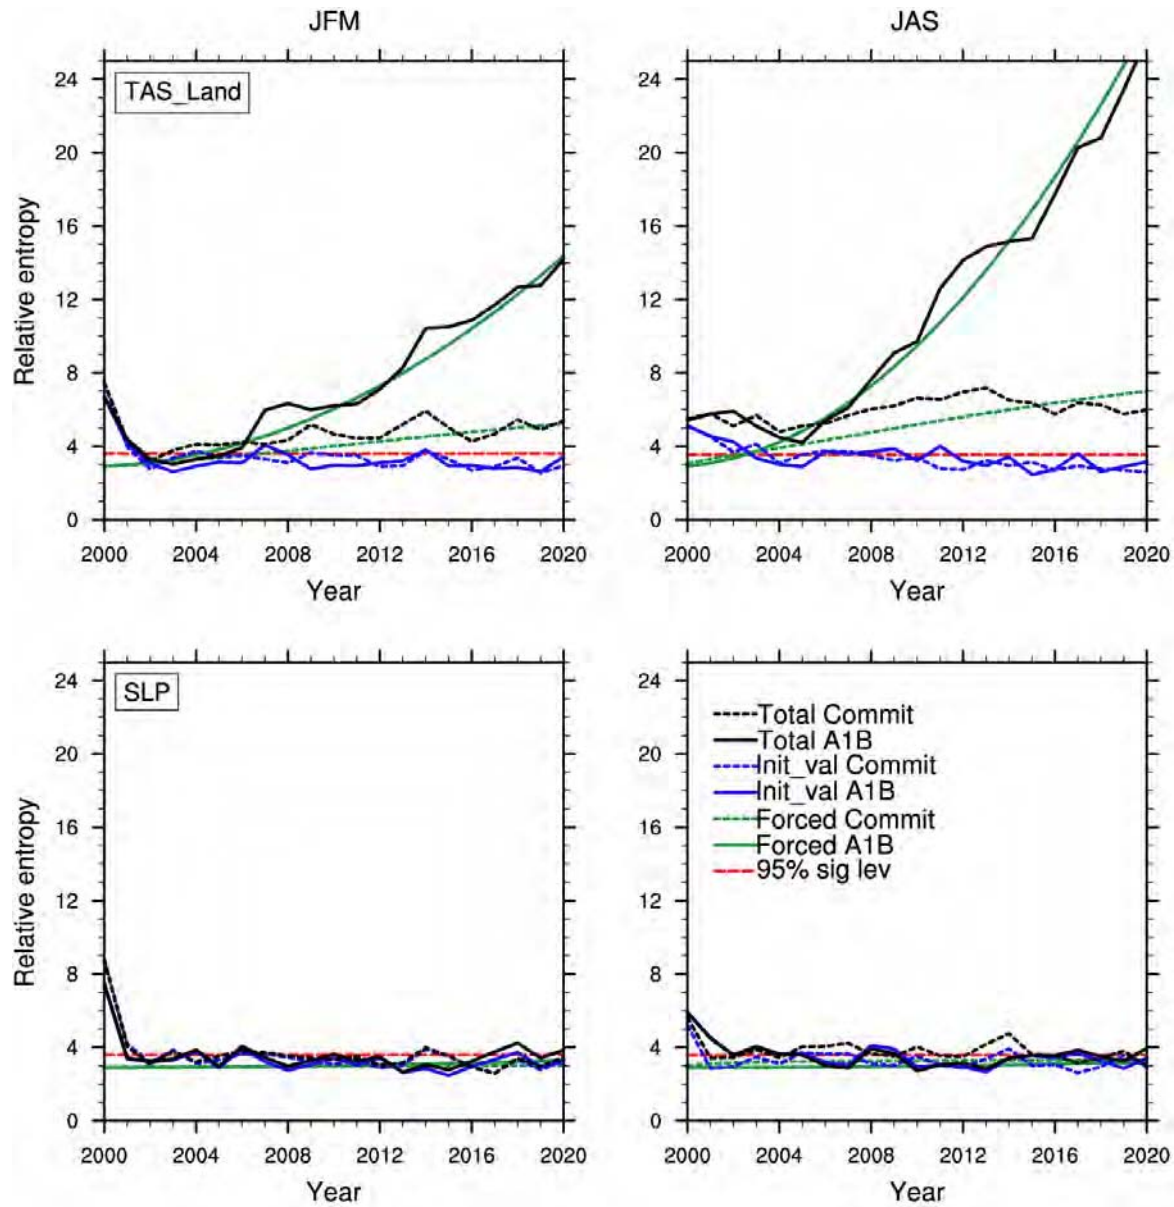 JFM
TAS_Land
Relative entropy
24
20
16
12
8
4
0
2000 2004 2008 2012 2016 2020
Year
JAS
24
20
16
12
8
4
0
2000 2004 2008 2012 2016 2020
Year
SLP
Relative entropy
24
20
16
12
8
4
0
2000 2004 2008 2012 2016 2020
Year
Total Commit
Total A1B
Init_val Commit
Init_val A1B
Forced Commit
Forced A1B
95% sig lev
24
20
16
12
8
4
0
2000 2004 2008 2012 2016 2020
Year